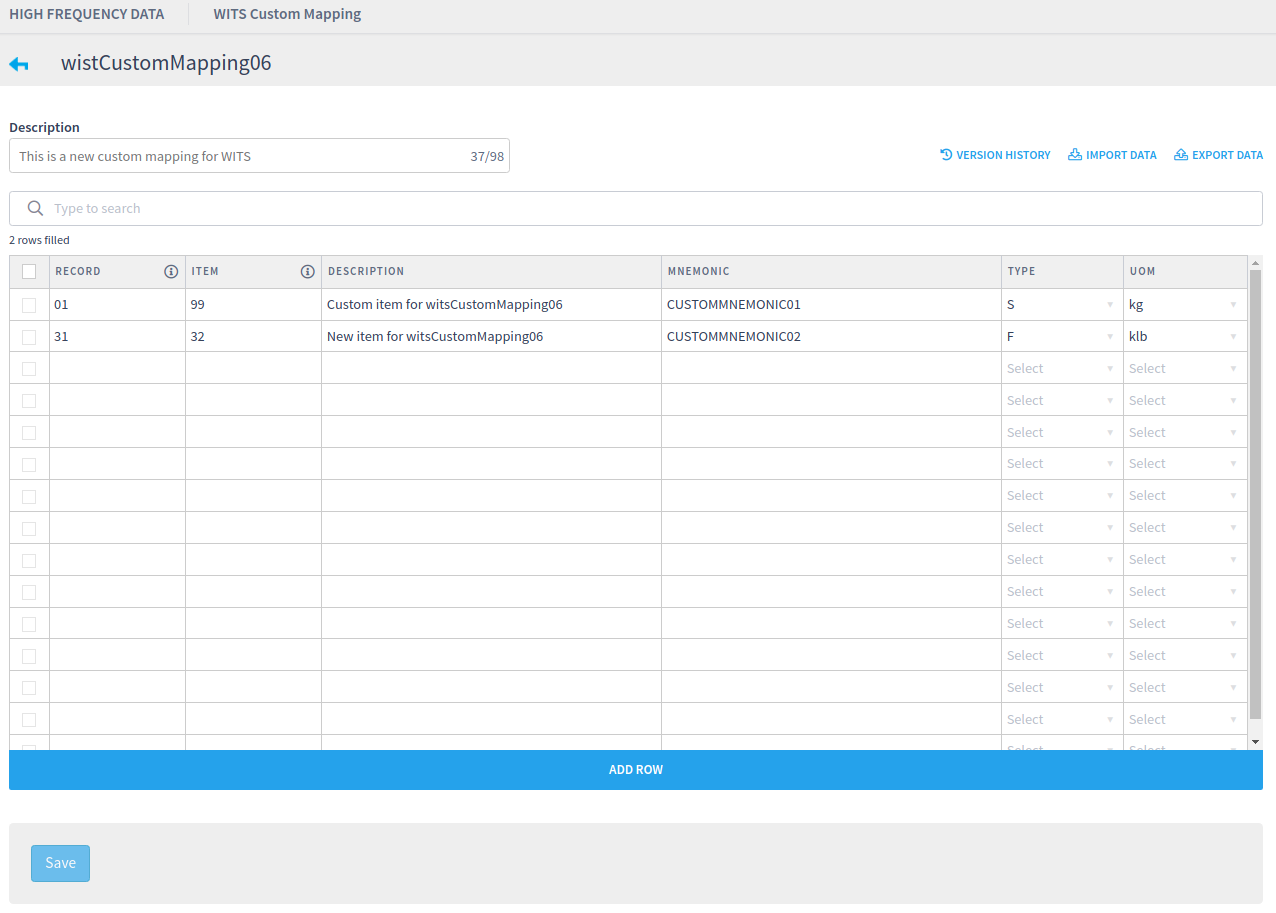 HIGH FREQUENCY DATA WITS Custom Mapping
wistCustomMapping06
Description
This is a new custom mapping for WITS 37/98
VERSION HISTORY IMPORT DATA EXPORT DATA
Type to search
2 rows filled
RECORD ITEM DESCRIPTION MNEMONIC TYPE UOM
01 99 Custom item for witsCustomMapping06 CUSTOMMNEMONIC01 S kg
31 32 New item for witsCustomMapping06 CUSTOMMNEMONIC02 F klb
Select Select
Select Select
Select Select
Select Select
Select Select
Select Select
Select Select
Select Select
Select Select
Select Select
Select Select
Select Select
Select Select
ADD ROW
Save